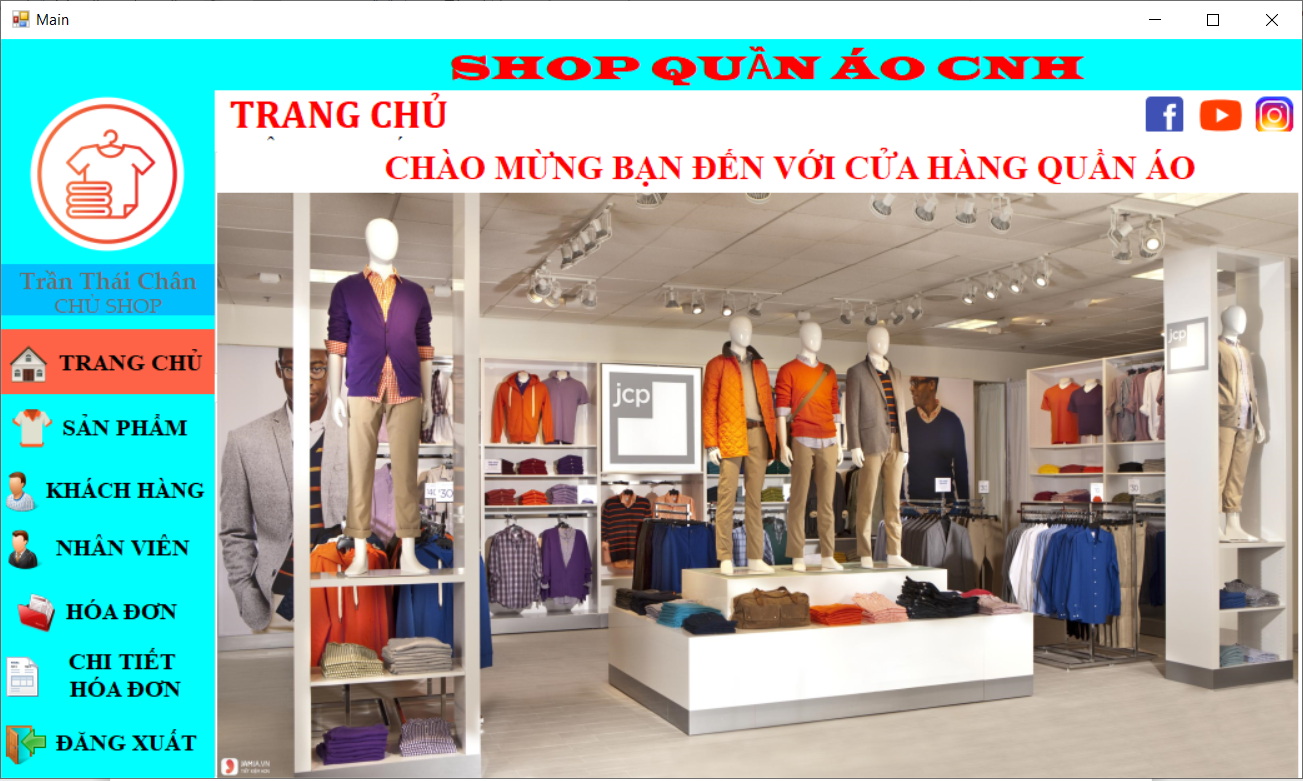 Main
SHOP QUẦN ÁO CNH
TRANG CHỦ
CHÀO MỪNG BẠN ĐẾN VỚI CỬA HÀNG QUẦN ÁO
Trần Thái Chân
CHỦ SHOP
TRANG CHỦ
SẢN PHẨM
KHÁCH HÀNG
NHÂN VIÊN
HÓA ĐƠN
CHI TIẾT
HÓA ĐƠN
ĐĂNG XUẤT
jcp
jcp